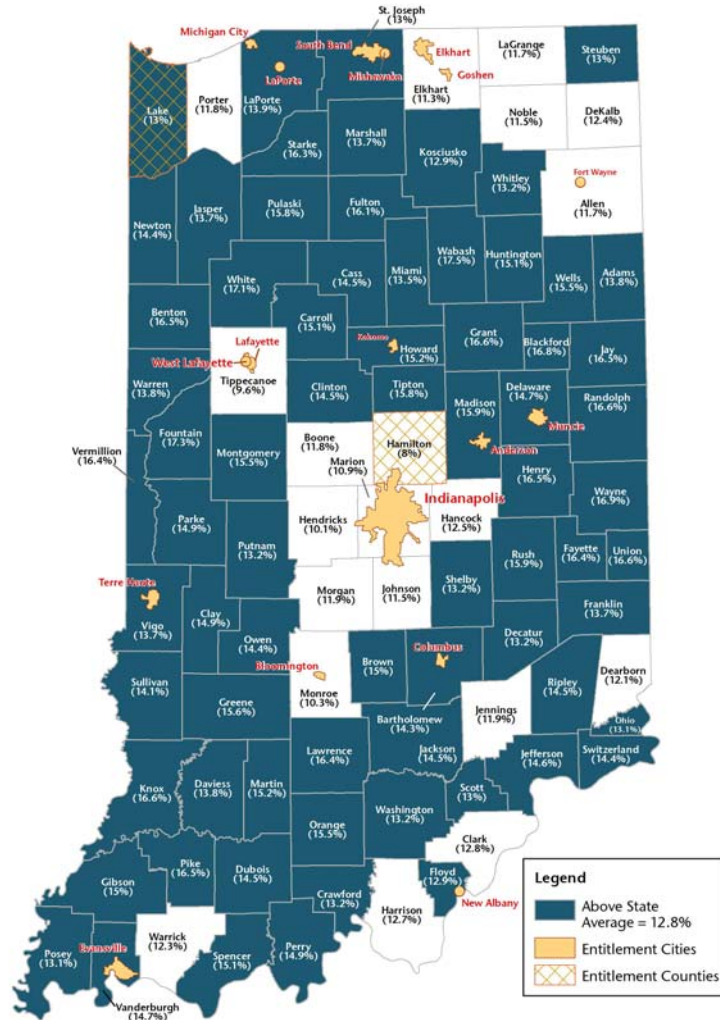 St. Joseph
(13%)
Michigan City
South Bend
Elkhart
LaGrange
(11.7%)
Steuben
(13%)
LaPorte
Mishawaka
Goshen
Lake
(13%)
Porter
(11.8%)
LaPorte
(13.9%)
Elkhart
(11.3%)
Noble
(11.5%)
DeKalb
(12.4%)
Starke
(16.3%)
Marshall
(13.7%)
Kosciusko
(12.9%)
Whitley
(13.2%)
Fort Wayne
Allen
(11.7%)
Newton
(14.4%)
Jasper
(13.7%)
Pulaski
(15.8%)
Fulton
(16.1%)
Wabash
(17.5%)
Huntington
(15.1%)
White
(17.1%)
Cass
(14.5%)
Miami
(13.5%)
Wells
(15.5%)
Adams
(13.8%)
Benton
(16.5%)
Carroll
(15.1%)
Grant
(16.6%)
Blackford
(16.8%)
Jay
(16.5%)
Lafayette
West Lafayette
Tippecanoe
(9.6%)
Kokomo
Howard
(15.2%)
Warren
(13.8%)
Clinton
(14.5%)
Tipton
(15.8%)
Madison
(15.9%)
Delaware
(14.7%)
Muncie
Randolph
(16.6%)
Fountain
(17.3%)
Vermillion
(16.4%)
Montgomery
(15.5%)
Boone
(11.8%)
Hamilton
(8%)
Anderson
Marion
(10.9%)
Henry
(16.5%)
Wayne
(16.9%)
Indianapolis
Parke
(14.9%)
Putnam
(13.2%)
Hendricks
(10.1%)
Hancock
(12.5%)
Rush
(15.9%)
Fayette
(16.4%)
Union
(16.6%)
Terre Haute
Vigo
(13.7%)
Clay
(14.9%)
Owen
(14.4%)
Morgan
(11.9%)
Johnson
(11.5%)
Shelby
(13.2%)
Franklin
(13.7%)
Decatur
(13.2%)
Sullivan
(14.1%)
Greene
(15.6%)
Bloomington
Monroe
(10.3%)
Brown
(15%)
Columbus
Bartholomew
(14.3%)
Jennings
(11.9%)
Ripley
(14.5%)
Dearborn
(12.1%)
Ohio
(13.1%)
Lawrence
(16.4%)
Jackson
(14.5%)
Jefferson
(14.6%)
Switzerland
(14.4%)
Knox
(16.6%)
Daviess
(13.8%)
Martin
(15.2%)
Orange
(15.5%)
Washington
(13.2%)
Scott
(13%)
Clark
(12.8%)
Gibson
(15%)
Pike
(16.5%)
Dubois
(14.5%)
Crawford
(13.2%)
Harrison
(12.7%)
Floyd
(12.9%)
New Albany
Posey
(13.1%)
Evansville
Warrick
(12.3%)
Spencer
(15.1%)
Perry
(14.9%)
Vanderburgh
(14.7%)
Legend
Above State
Average = 12.8%
Entitlement Cities
Entitlement Counties